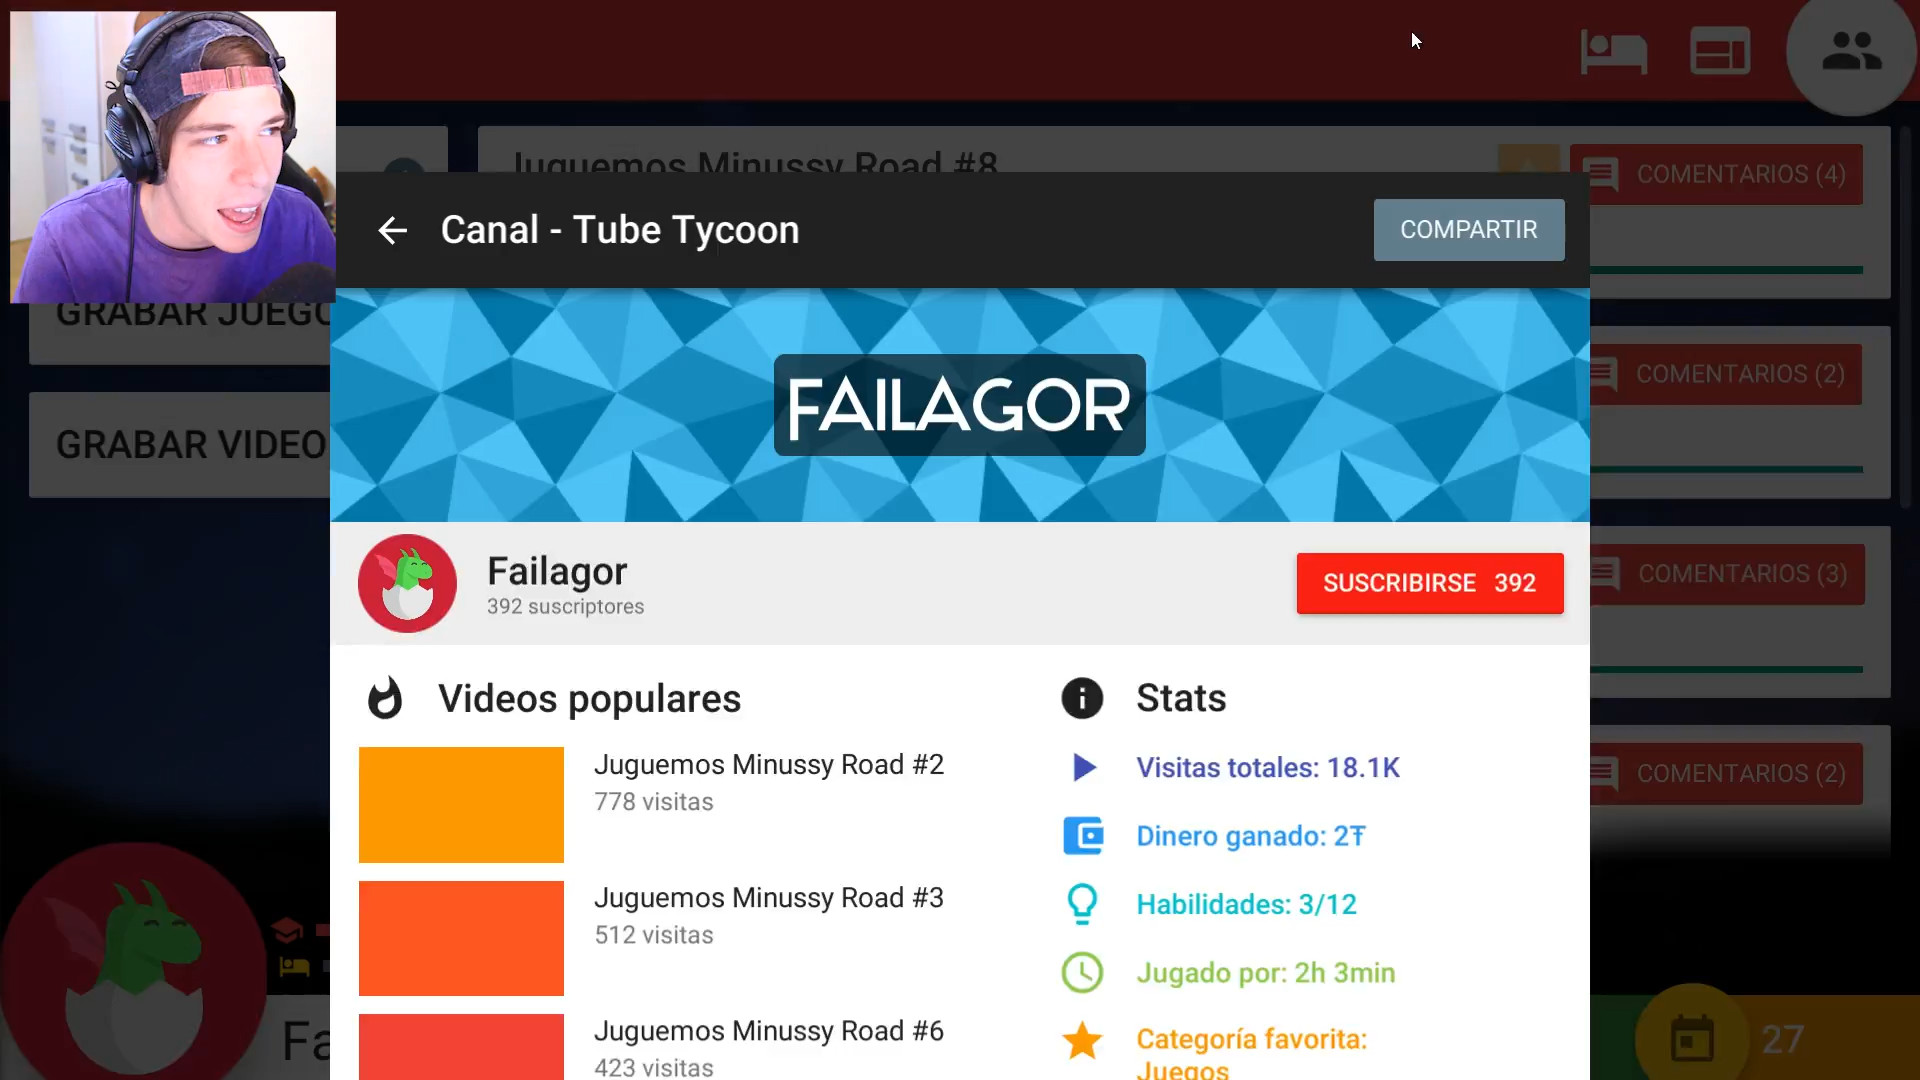 Juguemos Minussy Road #8
COMENTARIOS (4)
Canal - Tube Tycoon
COMPARTIR
GRABAR JUEGO
COMENTARIOS (2)
FAILAGOR
GRABAR VIDEO
Failagor
392 suscriptores
SUSCRIBIRSE 392
COMENTARIOS (3)
Videos populares
Stats
Juguemos Minussy Road #2
778 visitas
Visitas totales: 18.1K
COMENTARIOS (2)
Dinero ganado: 2Ŧ
Juguemos Minussy Road #3
512 visitas
Habilidades: 3/12
Jugado por: 2h 3min
Juguemos Minussy Road #6
423 visitas
Categoría favorita:
Juegos
Fa
27